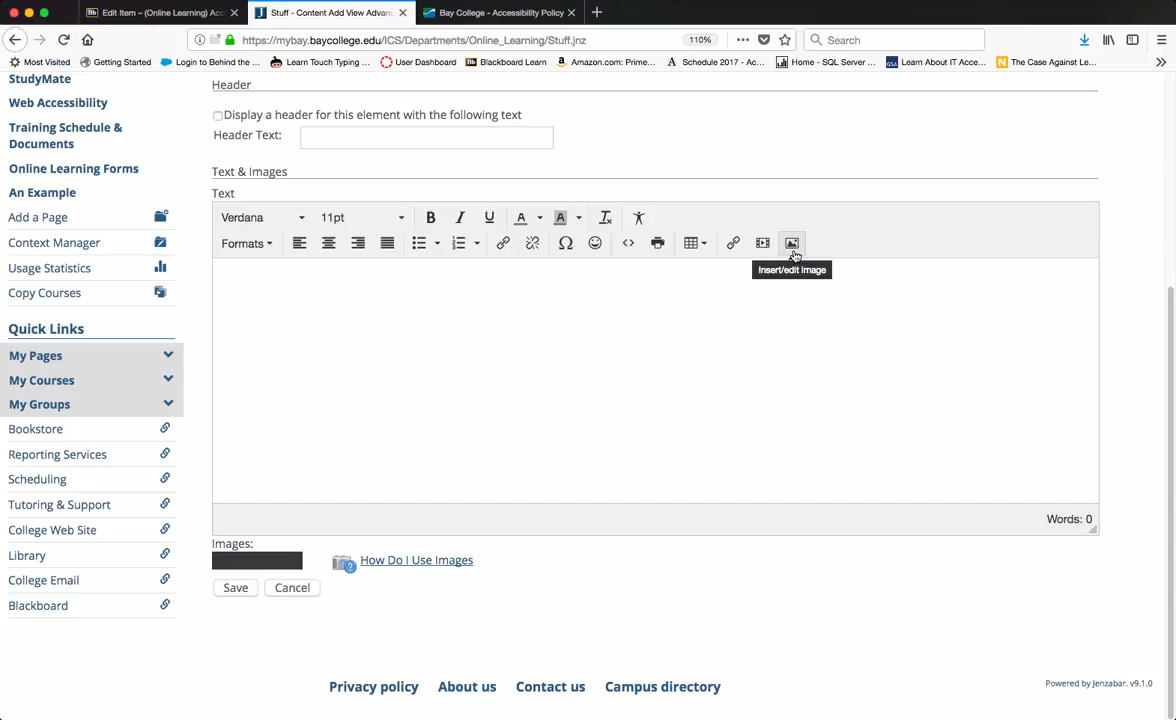 Edit Item – (Online Learning) Acc
Stuff - Content Add View Advan
Bay College - Accessibility Policy
https://mybay.baycollege.edu/ICS/Departments/Online_Learning/Stuff.jnz
110%
Search
Most Visited
Getting Started
Login to Behind the ...
Learn Touch Typing ...
User Dashboard
Blackboard Learn
Amazon.com: Prime...
Schedule 2017 - Ac...
Home - SQL Server ...
Learn About IT Acce...
The Case Against Le...
StudyMate
Web Accessibility
Training Schedule &
Documents
Online Learning Forms
An Example
Add a Page
Context Manager
Usage Statistics
Copy Courses
Quick Links
My Pages
My Courses
My Groups
Bookstore
Reporting Services
Scheduling
Tutoring & Support
College Web Site
Library
College Email
Blackboard
Header
Display a header for this element with the following text
Header Text:
Text & Images
Text
Verdana
11pt
Formats
Insert/edit image
Words: 0
Images:
How Do I Use Images
Save
Cancel
Privacy policy
About us
Contact us
Campus directory
Powered by Jenzabar. v9.1.0